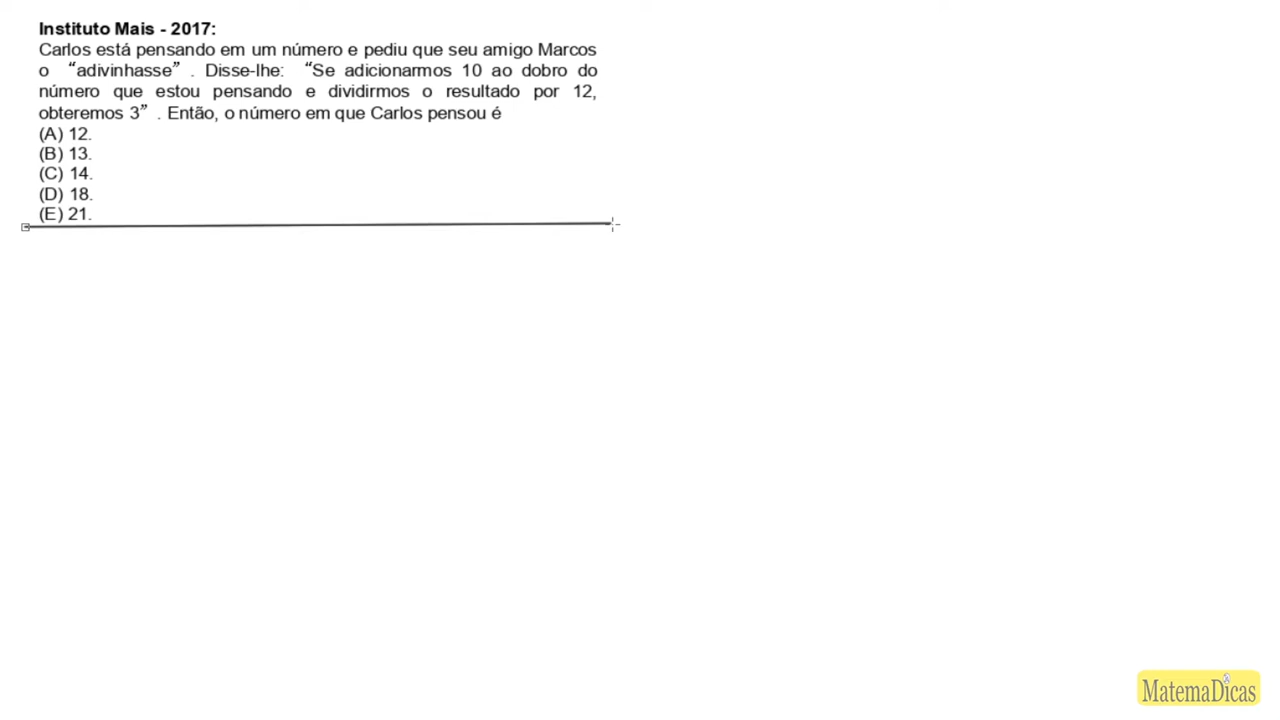 Instituto Mais - 2017:
Carlos está pensando em um número e pediu que seu amigo Marcos
o “adivinhasse” . Disse-lhe: “Se adicionarmos 10 ao dobro do
número que estou pensando e dividirmos o resultado por 12,
obteremos 3” . Então, o número em que Carlos pensou é
(A) 12.
(B) 13.
(C) 14.
(D) 18.
(E) 21.
MatemaDicas